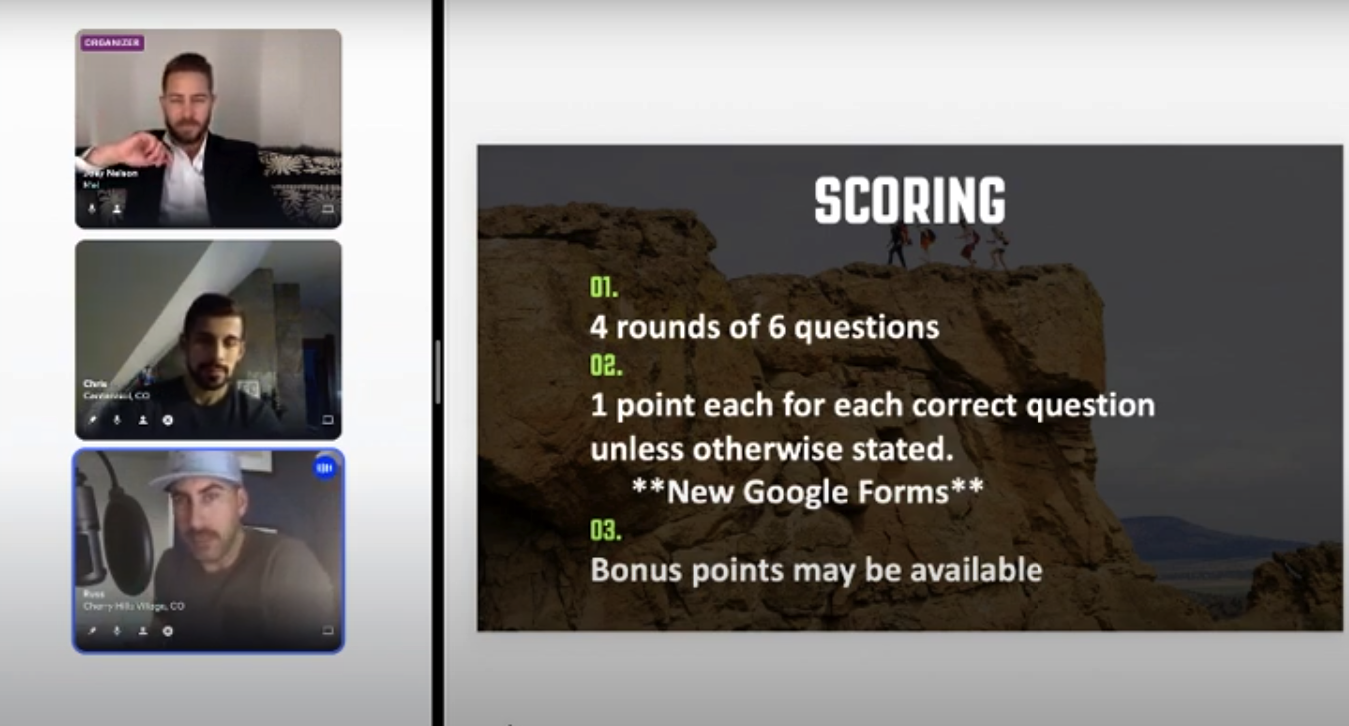 ORGANIZER
Joey Nelson
Chris
Centennial, CO
Russ
Cherry Hills Village, CO
SCORING
01.
4 rounds of 6 questions
02.
1 point each for each correct question
unless otherwise stated.
**New Google Forms**
03.
Bonus points may be available